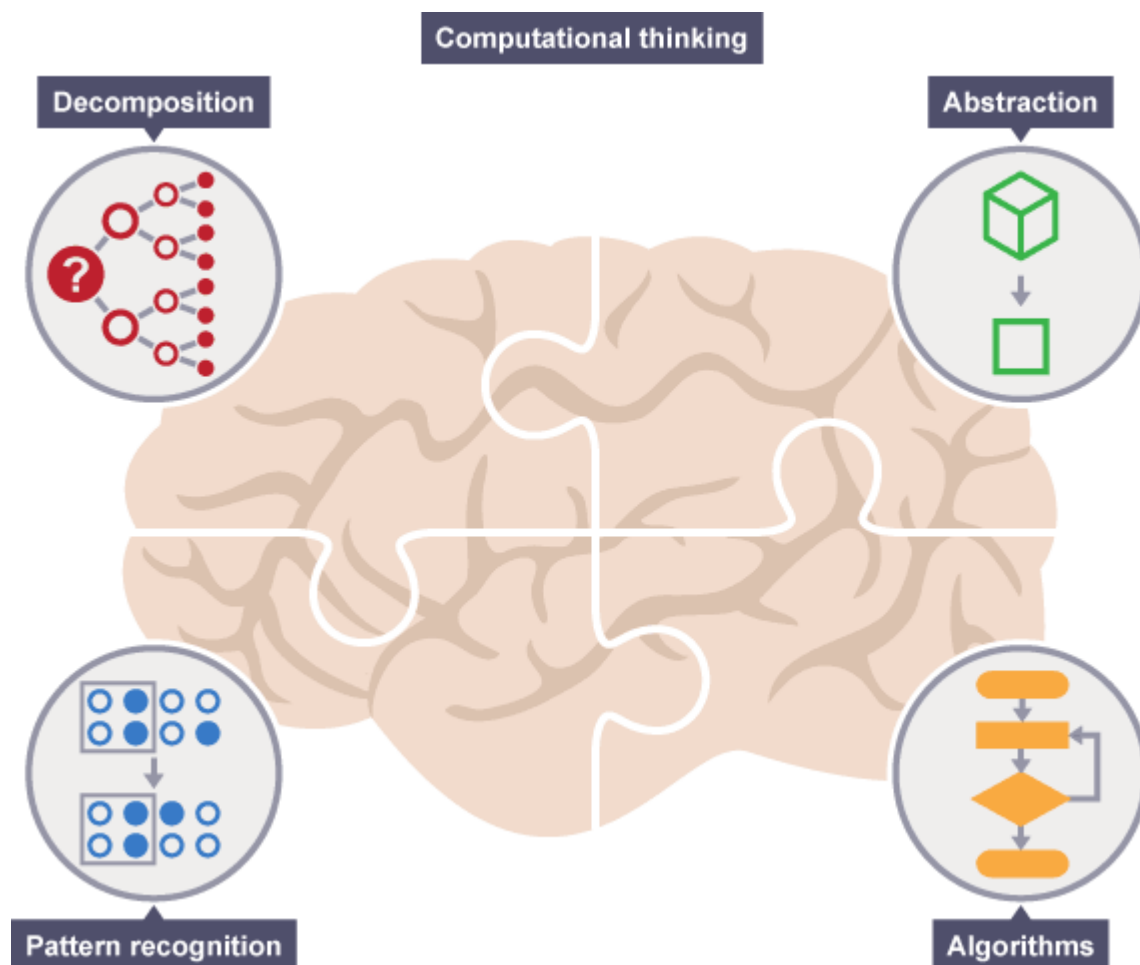 Computational thinking
Decomposition
Abstraction
?
Pattern recognition
Algorithms